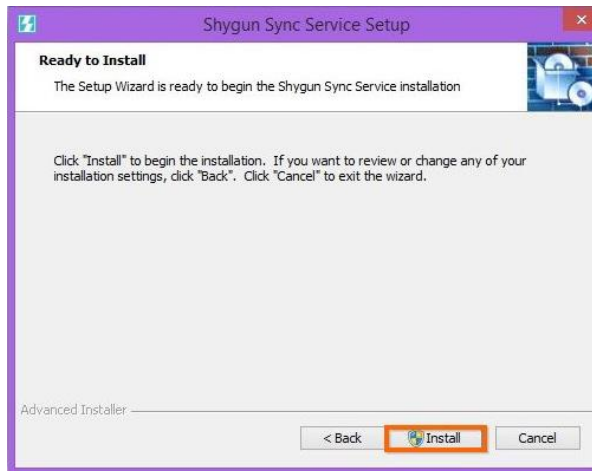 Shygun Sync Service Setup
Ready to Install
The Setup Wizard is ready to begin the Shygun Sync Service installation
Click "Install" to begin the installation. If you want to review or change any of your
installation settings, click "Back". Click "Cancel" to exit the wizard.
Advanced Installer
< Back Install Cancel